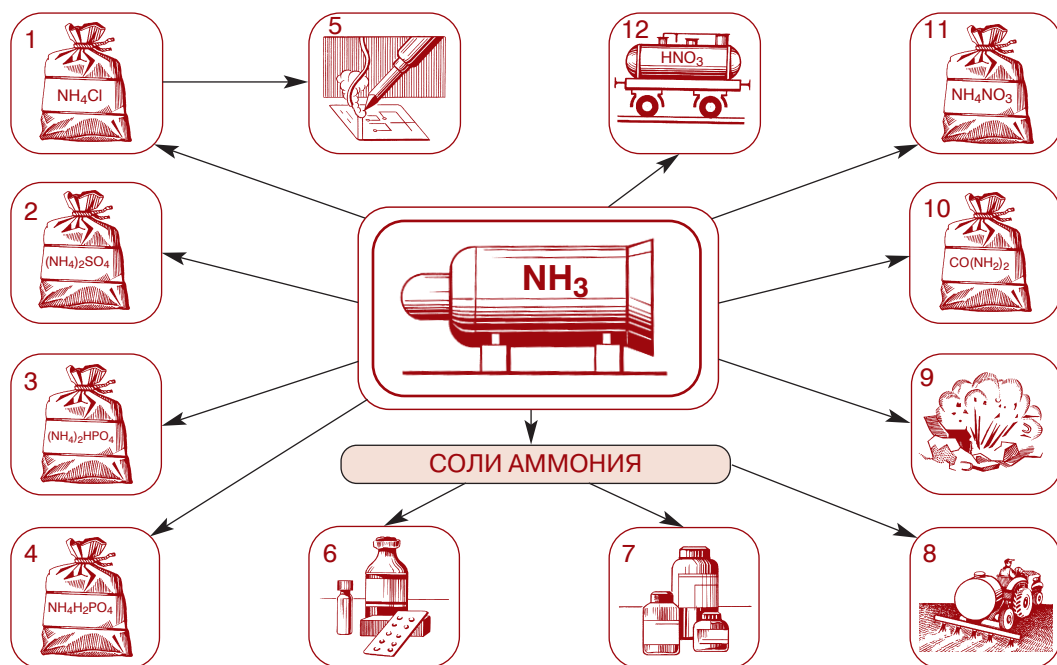 1
NH₄Cl
5
12
HNO₃
11
NH₄NO₃
2
(NH₄)₂SO₄
NH₃
10
CO(NH₂)₂
3
(NH₄)₂HPO₄
9
СОЛИ АММОНИЯ
4
NH₄H₂PO₄
6
7
8